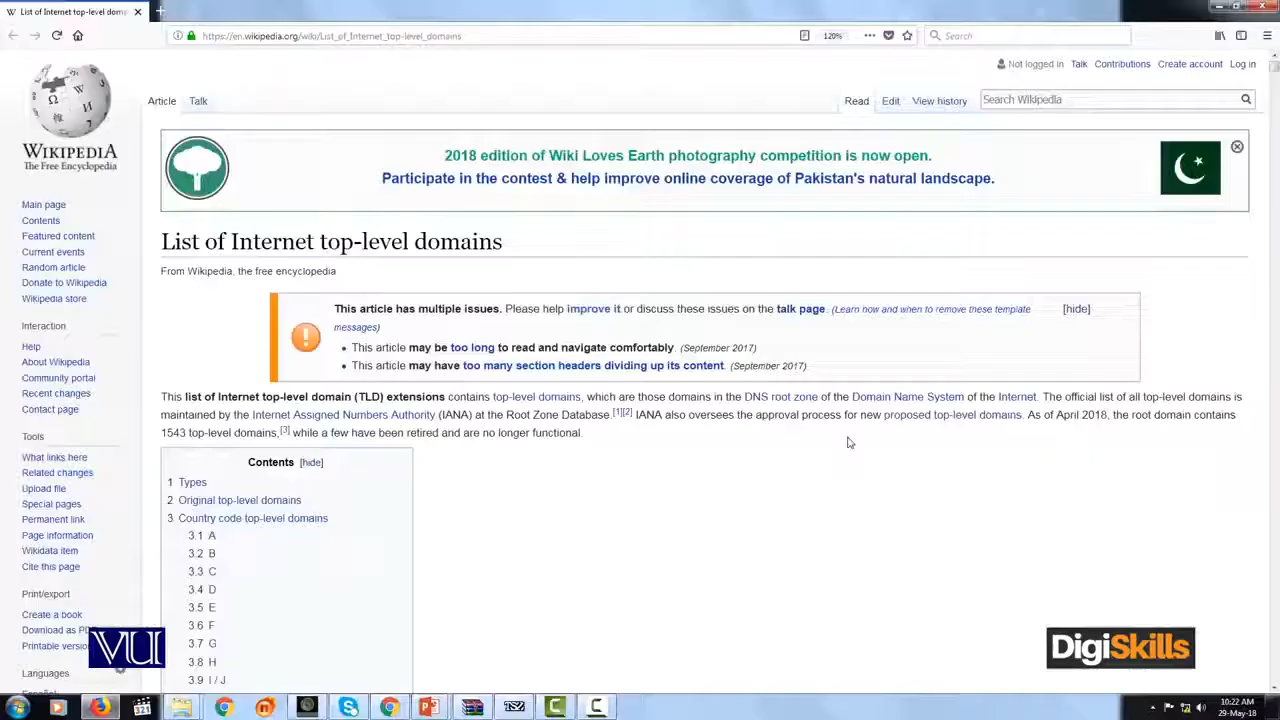 List of Internet top-level doma
https://en.wikipedia.org/wiki/List_of_Internet_top-level_domains
120%
Search
Not logged in Talk Contributions Create account Log in
Article Talk
Read Edit View history
Search Wikipedia
WIKIPEDIA
The Free Encyclopedia
2018 edition of Wiki Loves Earth photography competition is now open.
Participate in the contest & help improve online coverage of Pakistan's natural landscape.
Main page
Contents
Featured content
Current events
Random article
Donate to Wikipedia
Wikipedia store
Interaction
Help
About Wikipedia
Community portal
Recent changes
Contact page
Tools
What links here
Related changes
Upload file
Special pages
Permanent link
Page information
Wikidata item
Cite this page
Print/export
Create a book
Download as PD
Printable versio
Languages
List of Internet top-level domains
From Wikipedia, the free encyclopedia
This article has multiple issues. Please help improve it or discuss these issues on the talk page. (Learn how and when to remove these template
messages)
[hide]
• This article may be too long to read and navigate comfortably. (September 2017)
• This article may have too many section headers dividing up its content. (September 2017)
This list of Internet top-level domain (TLD) extensions contains top-level domains, which are those domains in the DNS root zone of the Domain Name System of the Internet. The official list of all top-level domains is
maintained by the Internet Assigned Numbers Authority (IANA) at the Root Zone Database.[1][2] IANA also oversees the approval process for new proposed top-level domains. As of April 2018, the root domain contains
1543 top-level domains,[3] while a few have been retired and are no longer functional.
Contents [hide]
1 Types
2 Original top-level domains
3 Country code top-level domains
3.1 A
3.2 B
3.3 C
3.4 D
3.5 E
3.6 F
3.7 G
3.8 H
3.9 I / J
VU
DigiSkills
321
TSZ
10:22 AM
29-May-18